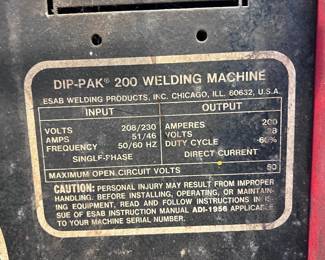 DIP-PAK® 200 WELDING MACHINE
ESAB WELDING PRODUCTS, INC. CHICAGO, ILL. 60632, U.S.A.
INPUT
VOLTS 208/230
AMPS 51/46
FREQUENCY 50/60 HZ
SINGLE-PHASE
OUTPUT
AMPERES 200
VOLTS 28
DUTY CYCLE 60%
DIRECT CURRENT
MAXIMUM OPEN CIRCUIT VOLTS 50
CAUTION: PERSONAL INJURY MAY RESULT FROM IMPROPER
HANDLING. BEFORE INSTALLING, OPERATING, OR MAINTAIN-
ING EQUIPMENT, READ AND FOLLOW INSTRUCTIONS IN IS-
SUE OF ESAB INSTRUCTION MANUAL ADI-1956 APPLICABLE
TO YOUR MACHINE SERIAL NUMBER.